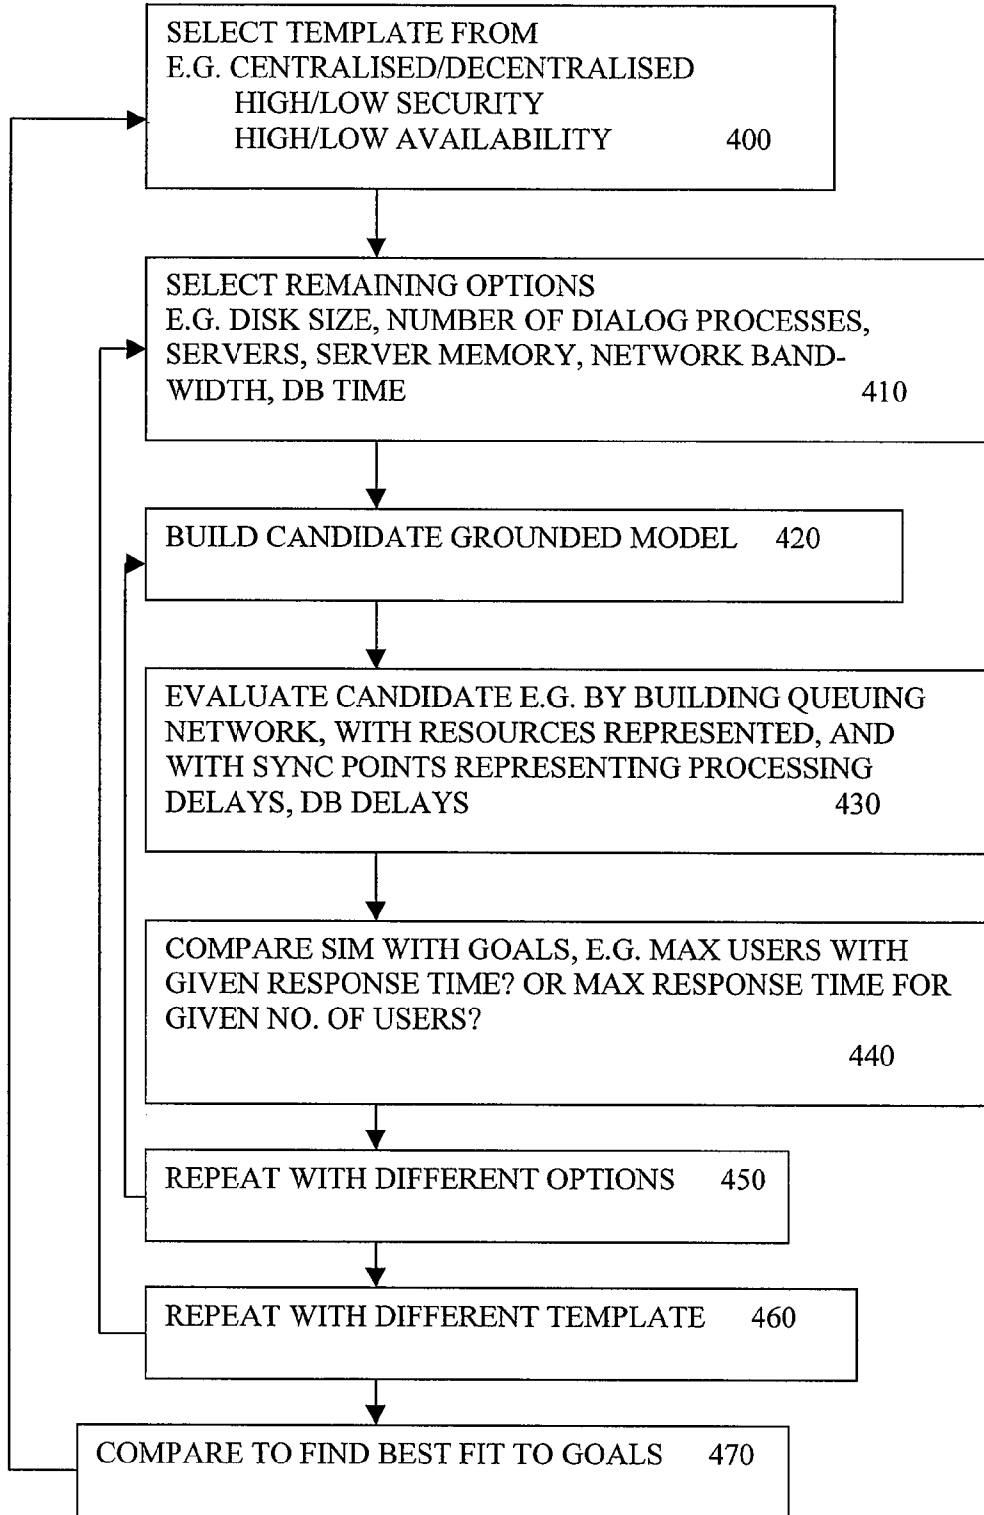 SELECT TEMPLATE FROM
E.G. CENTRALISED/DECENTRALISED
HIGH/LOW SECURITY
HIGH/LOW AVAILABILITY 400
SELECT REMAINING OPTIONS
E.G. DISK SIZE, NUMBER OF DIALOG PROCESSES,
SERVERS, SERVER MEMORY, NETWORK BAND-
WIDTH, DB TIME 410
BUILD CANDIDATE GROUNDED MODEL 420
EVALUATE CANDIDATE E.G. BY BUILDING QUEUING
NETWORK, WITH RESOURCES REPRESENTED, AND
WITH SYNC POINTS REPRESENTING PROCESSING
DELAYS, DB DELAYS 430
COMPARE SIM WITH GOALS, E.G. MAX USERS WITH
GIVEN RESPONSE TIME? OR MAX RESPONSE TIME FOR
GIVEN NO. OF USERS?
440
REPEAT WITH DIFFERENT OPTIONS 450
REPEAT WITH DIFFERENT TEMPLATE 460
COMPARE TO FIND BEST FIT TO GOALS 470